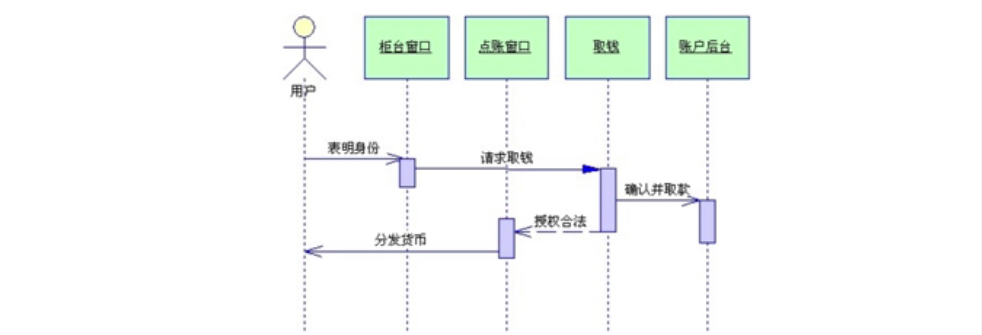 柜台窗口
点账窗口
取钱
账户后台
用户
表明身份
请求取钱
确认并取款
授权合法
分发货币